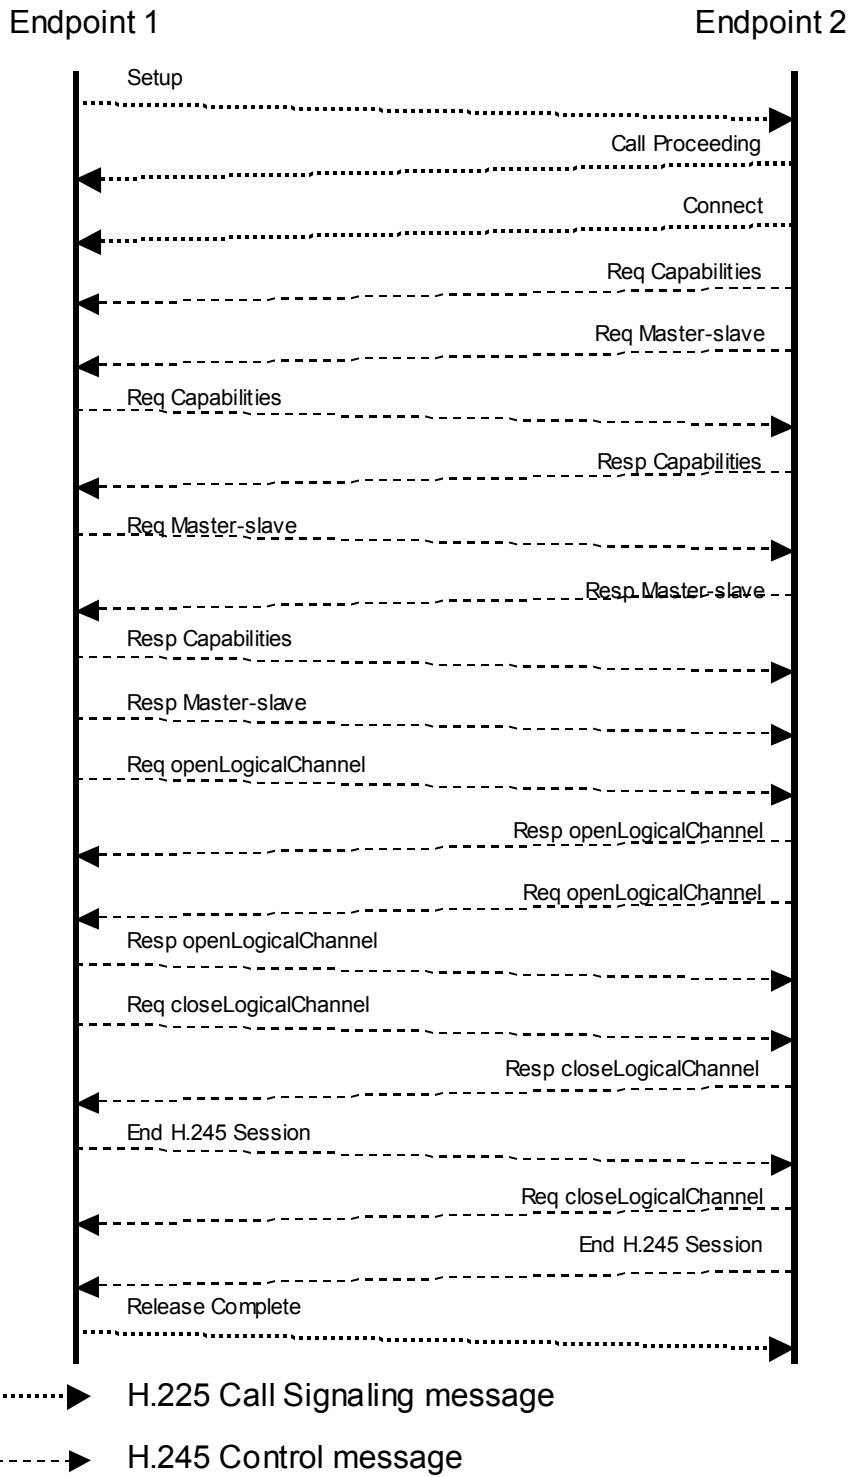 Endpoint 1 Endpoint 2
Setup
Call Proceeding
Connect
Req Capabilities
Req Master-slave
Req Capabilities
Resp Capabilities
Req Master-slave
Resp Master-slave
Resp Capabilities
Resp Master-slave
Req openLogicalChannel
Resp openLogicalChannel
Req openLogicalChannel
Resp openLogicalChannel
Req closeLogicalChannel
Resp closeLogicalChannel
End H.245 Session
Req closeLogicalChannel
End H.245 Session
Release Complete
H.225 Call Signaling message
H.245 Control message